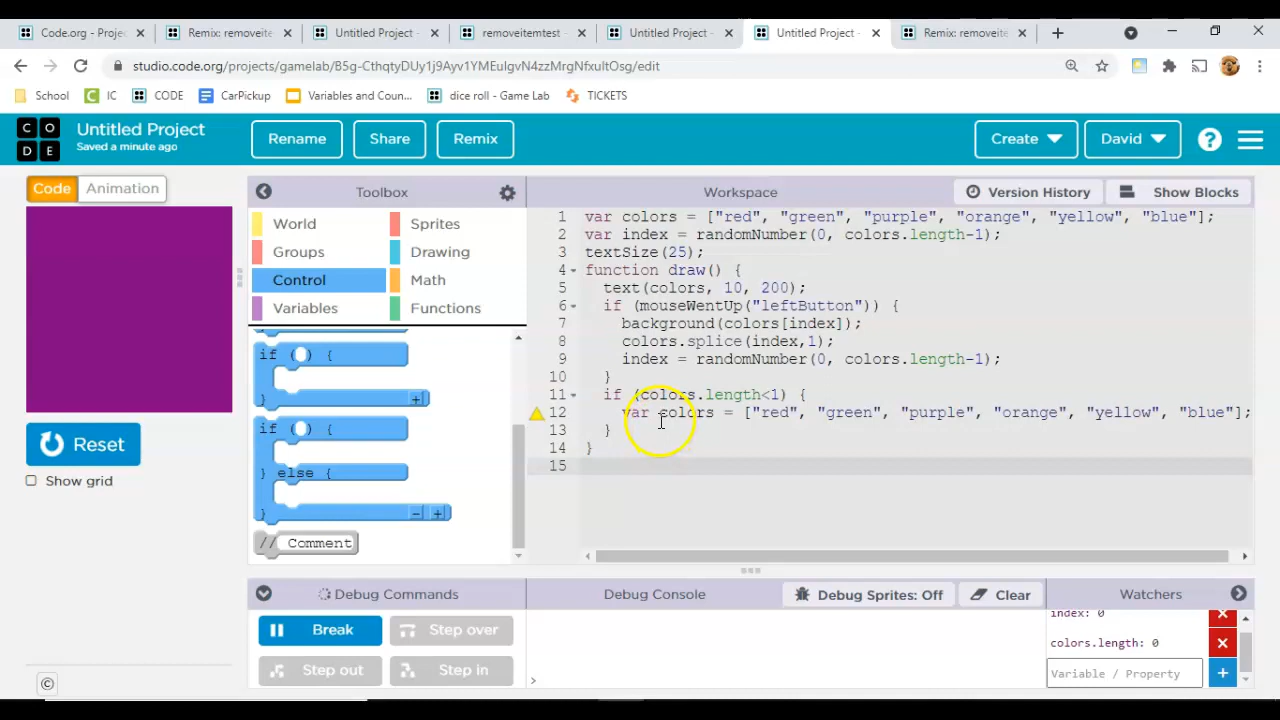 Code.org - Proje
Remix: removeite
Untitled Project -
removeitemtest -
Untitled Project -
Untitled Project -
Remix: removeite
studio.code.org/projects/gamelab/B5g-CthqtyDUy1j9Ayv1YMEuIgvN4zzMrgNfxultOsg/edit
School
IC
CODE
CarPickup
Variables and Coun...
dice roll - Game Lab
TICKETS
C O
D E
Untitled Project
Saved a minute ago
Rename
Share
Remix
Create
David
?
Code
Animation
Toolbox
Workspace
Version History
Show Blocks
World
Sprites
Groups
Drawing
Control
Math
Variables
Functions
if ( ) {
}
if ( ) {
} else {
}
// Comment
1 var colors = ["red", "green", "purple", "orange", "yellow", "blue"];
2 var index = randomNumber(0, colors.length-1);
3 textSize(25);
4 function draw() {
5 text(colors, 10, 200);
6 if (mouseWentUp("leftButton")) {
7 background(colors[index]);
8 colors.splice(index,1);
9 index = randomNumber(0, colors.length-1);
10 }
11 if (colors.length<1) {
12 var colors = ["red", "green", "purple", "orange", "yellow", "blue"];
13 }
14 }
15
Reset
Show grid
Debug Commands
Debug Console
Debug Sprites: Off
Clear
Watchers
Break
Step over
Step out
Step in
index: 0
colors.length: 0
Variable / Property
>
©